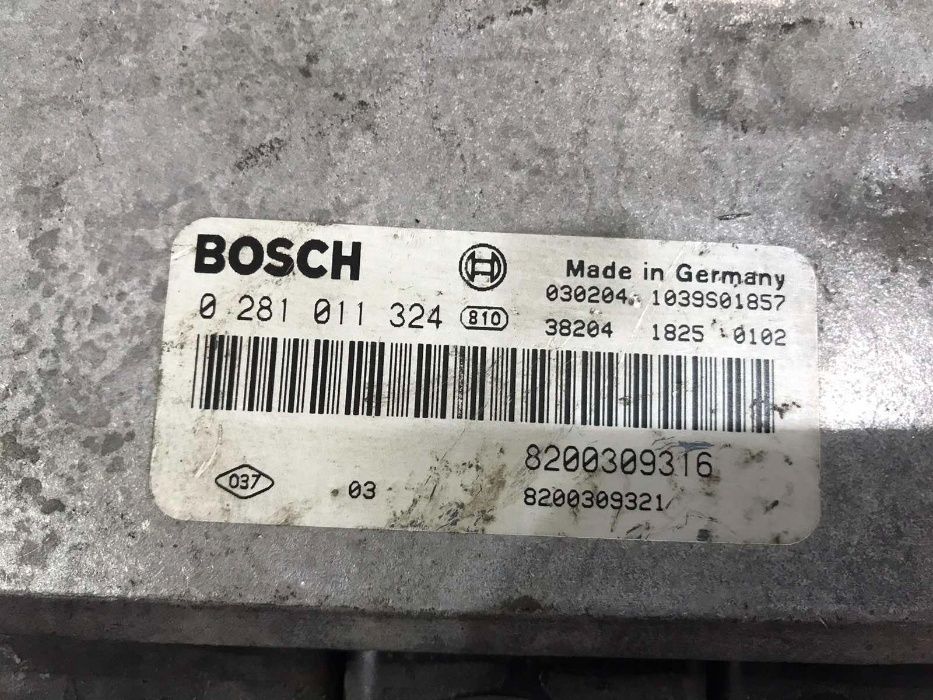 BOSCH
Made in Germany
030204 1039S01857
0 281 011 324 810
38204 1825 0102
8200309316
037 03 8200309321